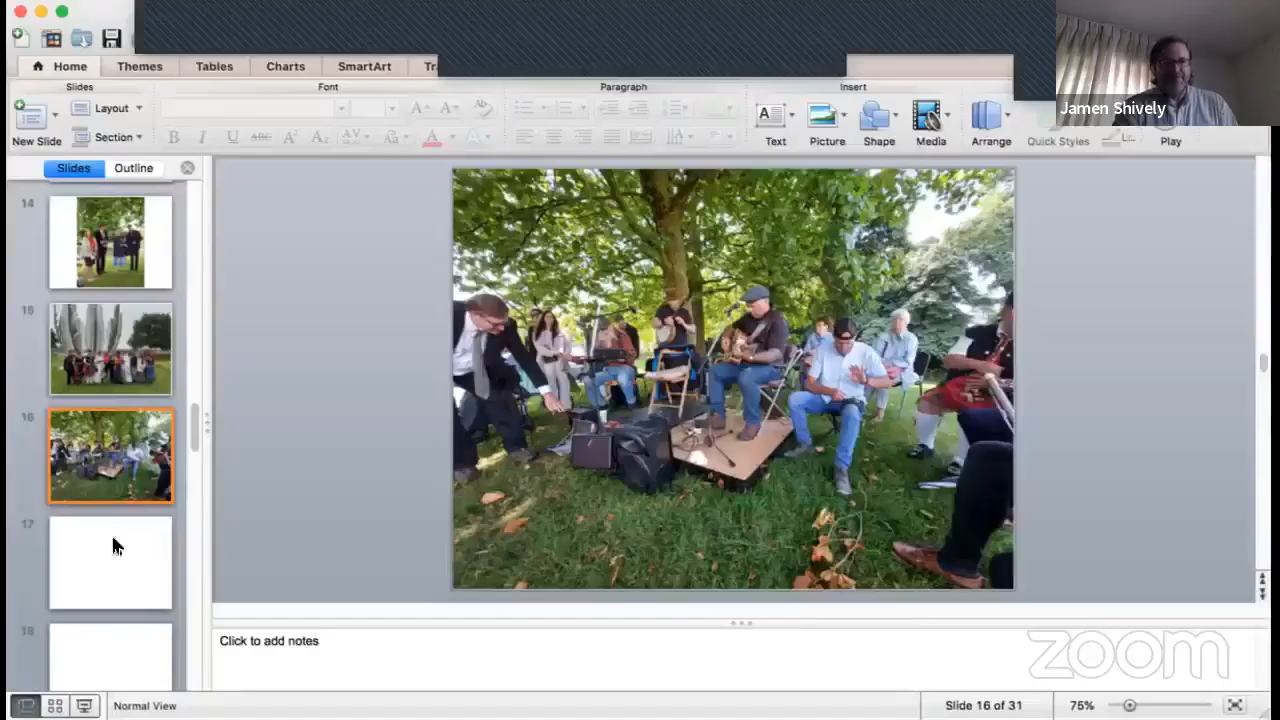 Home Themes Tables Charts SmartArt Tr
Slides Font Paragraph Insert
Layout
Section
New Slide
B I U ABC
Text Picture Shape Media Arrange Quick Styles Play
Jamen Shively
Slides Outline
14
15
16
17
18
Click to add notes
zoom
Normal View Slide 16 of 31 75%